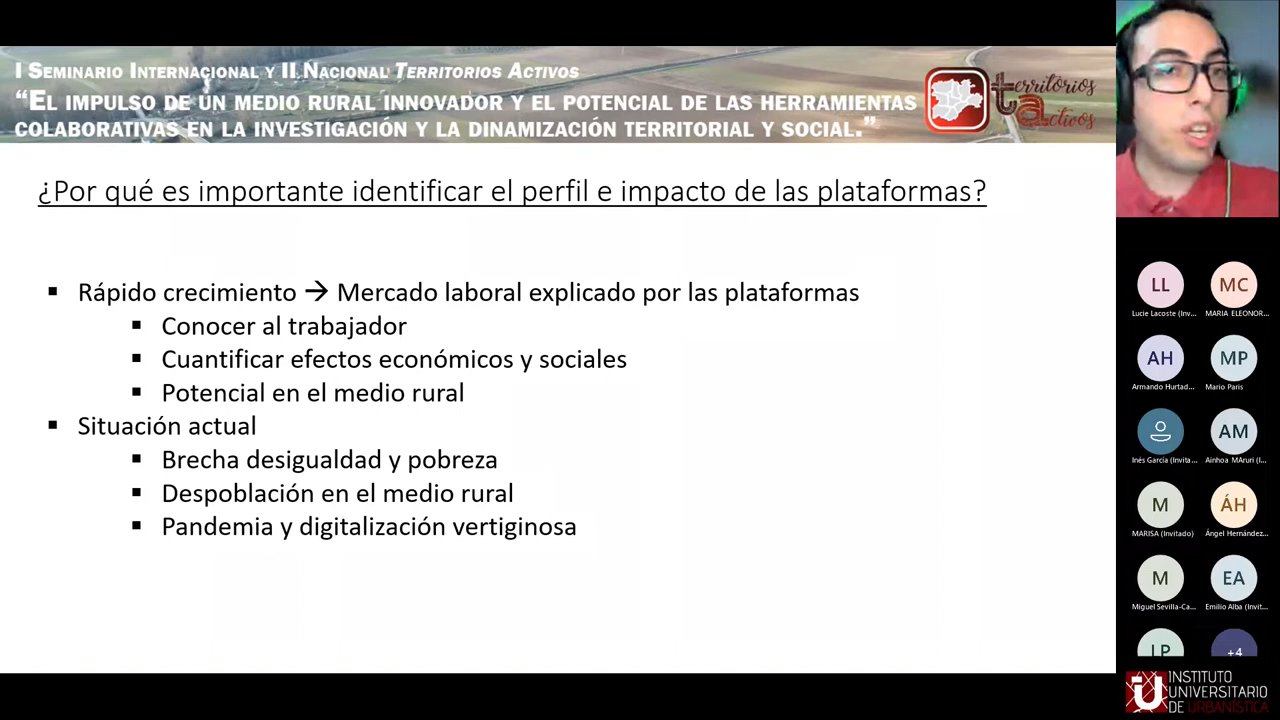 I Seminario Internacional y II Nacional Territorios Activos
“El impulso de un medio rural innovador y el potencial de las herramientas
colaborativas en la investigación y la dinamización territorial y social.”
territorios
activos
¿Por qué es importante identificar el perfil e impacto de las plataformas?
▪ Rápido crecimiento → Mercado laboral explicado por las plataformas
▪ Conocer al trabajador
▪ Cuantificar efectos económicos y sociales
▪ Potencial en el medio rural
▪ Situación actual
▪ Brecha desigualdad y pobreza
▪ Despoblación en el medio rural
▪ Pandemia y digitalización vertiginosa
LL
MC
Lucie Lacoste (Inv...
MARIA ELEONOR...
AH
MP
Armando Hurtad...
Mario Paris
AM
Inés García (Invita...
Ainhoa MAruri (I...
M
ÁH
MARISA (Invitado)
Ángel Hernández...
M
EA
Miguel Sevilla-Ca...
Emilio Alba (Invit...
LP
+4
INSTITUTO
UNIVERSITARIO
DE URBANÍSTICA